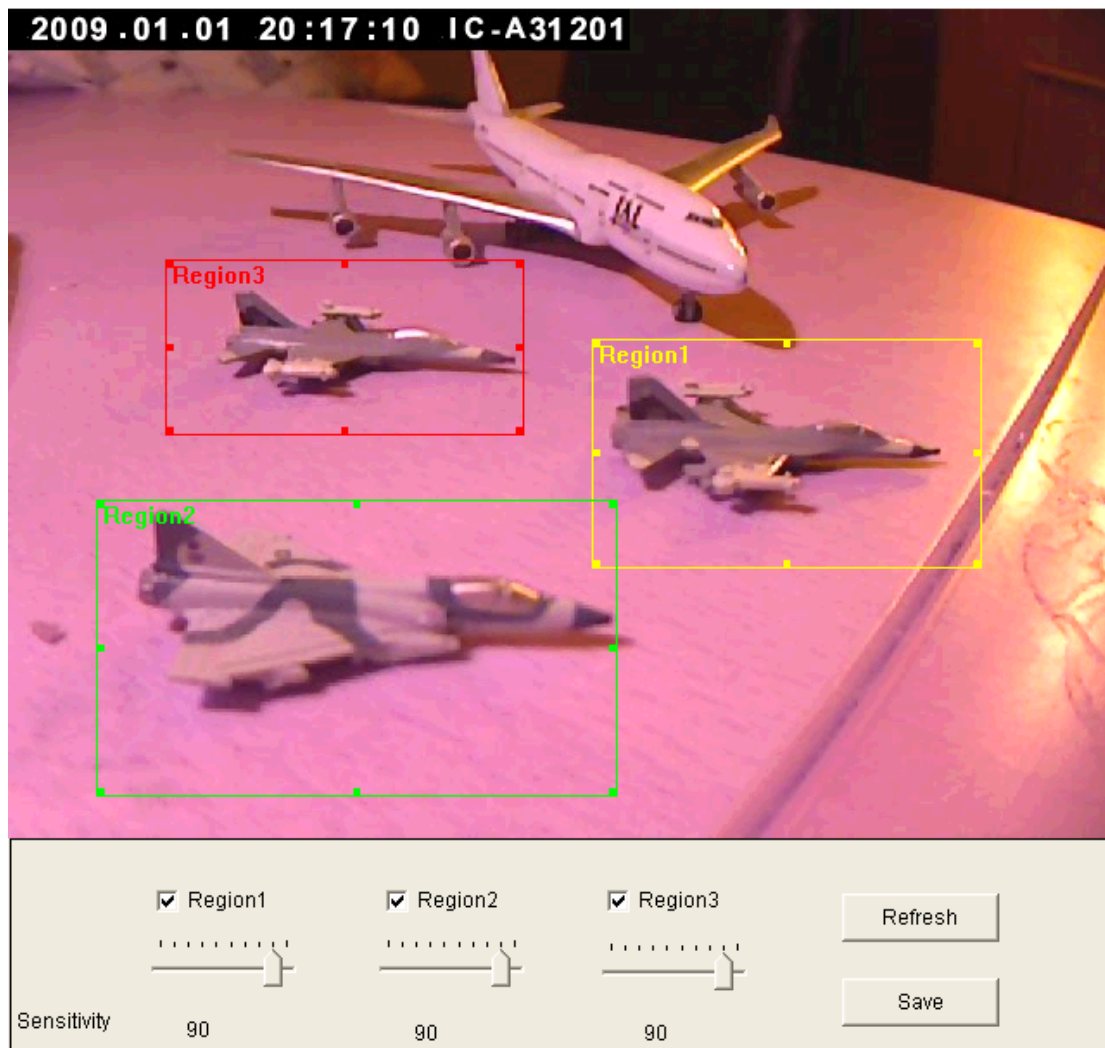 2009.01.01 20:17:10 IC-A31201
JAL
Region3
Region1
Region2
Region1 Region2 Region3 Refresh
Save
Sensitivity 90 90 90